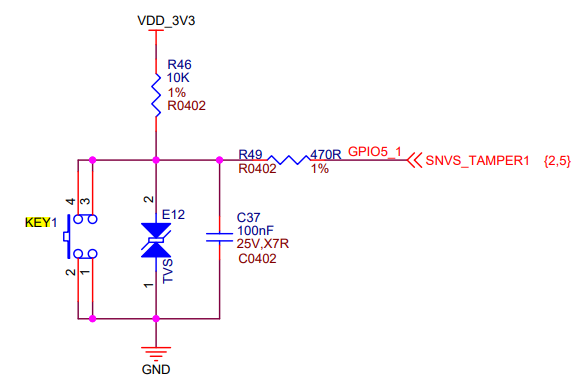 VDD_3V3
R46
10K
1%
R0402
R49
470R
GPIO5_1
SNVS_TAMPER1 {2,5}
R0402
1%
4
3
2
E12
KEY1
C37
100nF
25V,X7R
C0402
TVS
2
1
1
GND